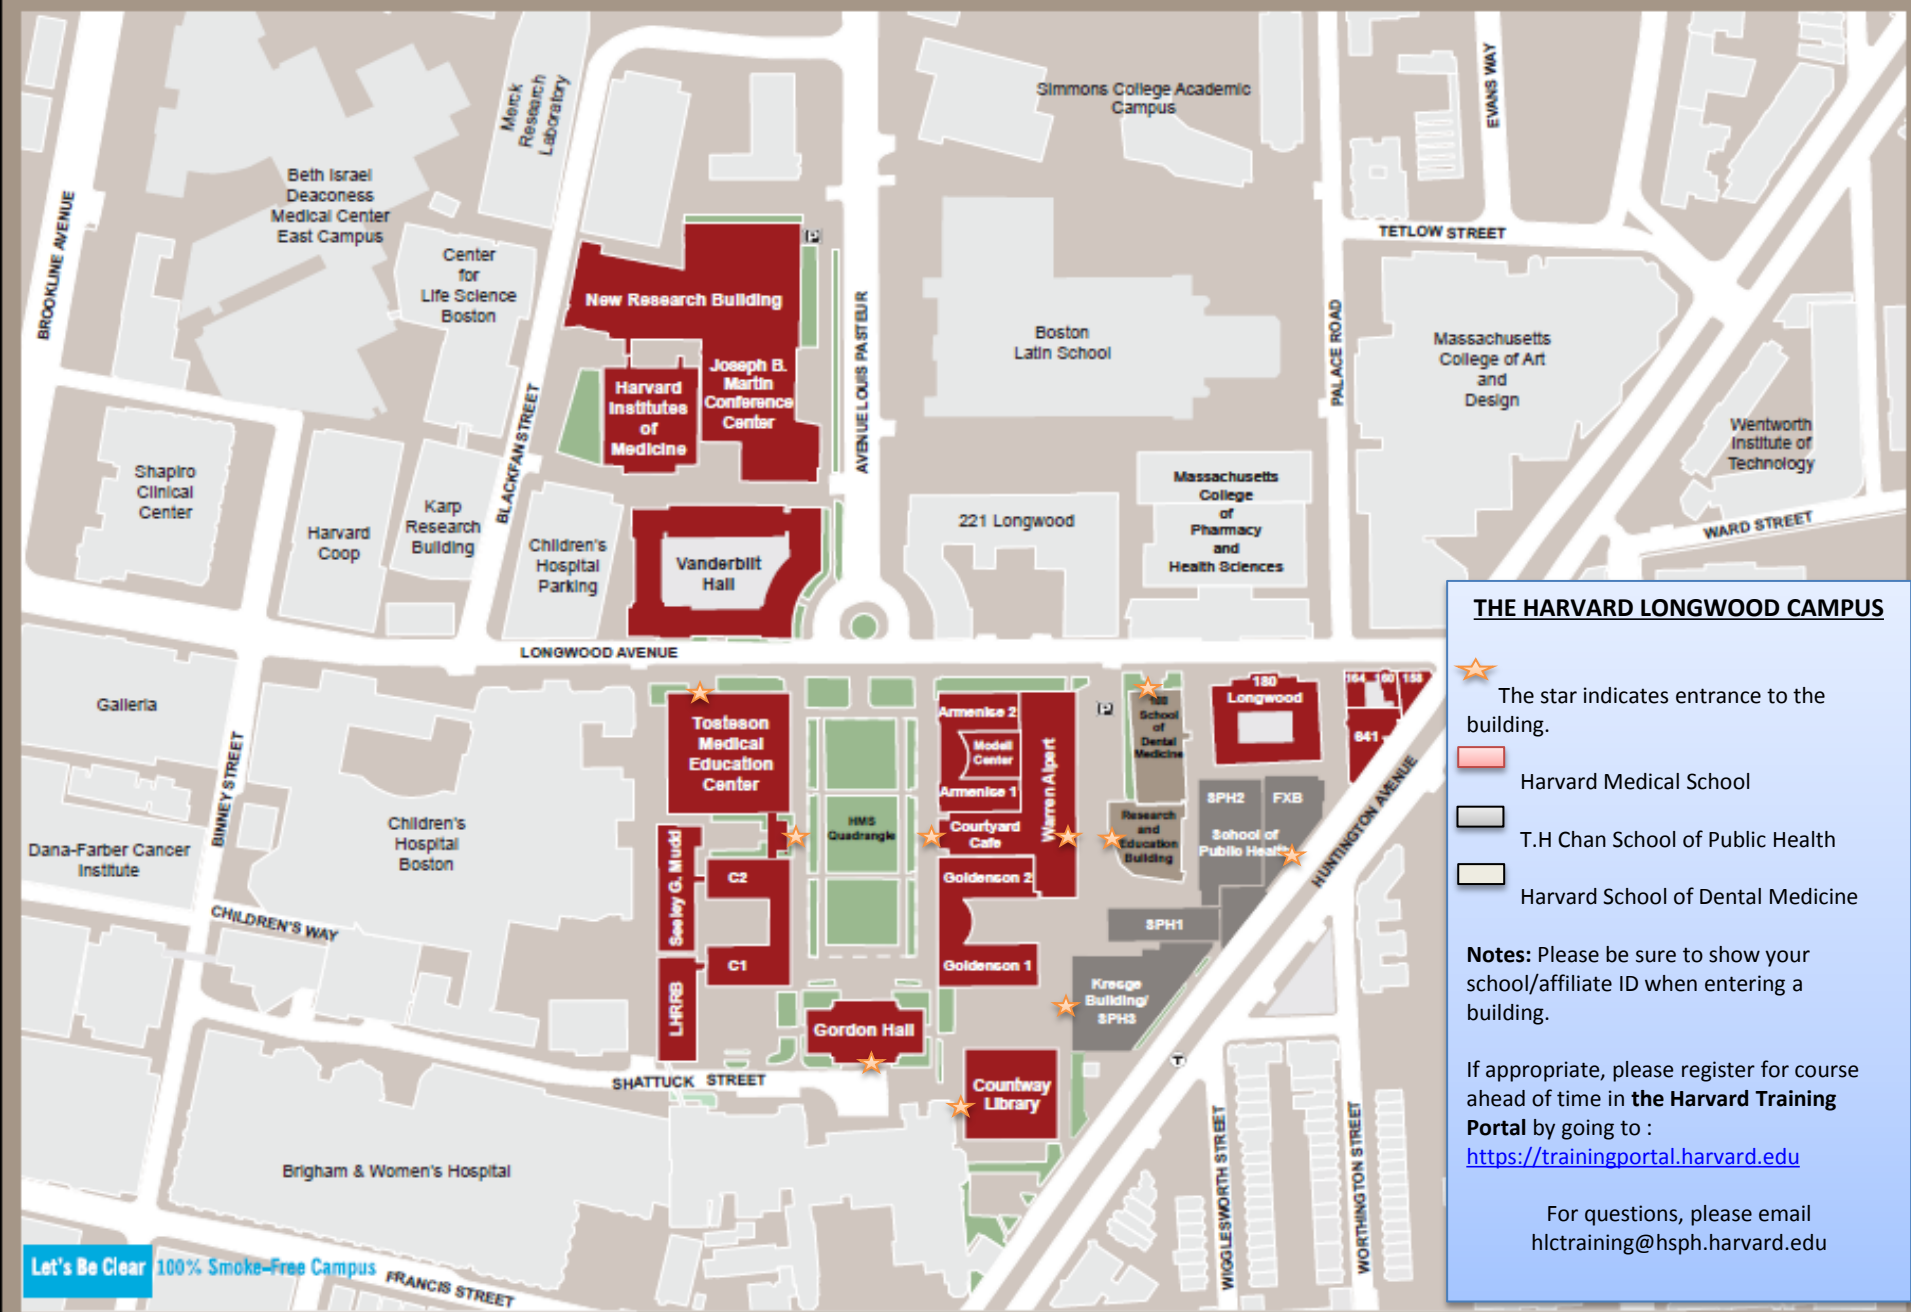 Merck
Research
Laboratory
Simmons College Academic
Campus
EVANS WAY
Beth Israel
Deaconess
Medical Center
East Campus
BROOKLINE AVENUE
Center
for
Life Science
Boston
P
TETLOW STREET
New Research Building
AVENUE LOUIS PASTEUR
PALACE ROAD
Boston
Latin School
Massachusetts
College of Art
and
Design
Joseph B.
Martin
Conference
Center
Harvard
Institutes
of
Medicine
BLACKFAN STREET
Wentworth
Institute of
Technology
Shapiro
Clinical
Center
Harvard
Coop
Karp
Research
Building
Children's
Hospital
Parking
Vanderbilt
Hall
221 Longwood
Massachusetts
College
of
Pharmacy
and
Health Sciences
WARD STREET
LONGWOOD AVENUE
Galleria
BINNEY STREET
Tosteson
Medical
Education
Center
Armenise 2
Modell
Center
Armenise 1
Warren Alpert
Courtyard
Cafe
P
188
School
of
Dental
Medicine
180
Longwood
164 160 158
641
HUNTINGTON AVENUE
SPH2
FXB
School of
Public Health
Research
and
Education
Building
HMS
Quadrangle
Children's
Hospital
Boston
Dana-Farber Cancer
Institute
Seeley G. Mudd
C2
Goldenson 2
CHILDREN'S WAY
SPH1
C1
Goldenson 1
LHRRB
Kresge
Building/
SPH3
Gordon Hall
T
SHATTUCK STREET
Countway
Library
Brigham & Women's Hospital
WIGGLESWORTH STREET
WORTHINGTON STREET
Let's Be Clear 100% Smoke-Free Campus
FRANCIS STREET
THE HARVARD LONGWOOD CAMPUS
The star indicates entrance to the
building.
Harvard Medical School
T.H Chan School of Public Health
Harvard School of Dental Medicine
Notes: Please be sure to show your
school/affiliate ID when entering a
building.
If appropriate, please register for course
ahead of time in the Harvard Training
Portal by going to :
https://trainingportal.harvard.edu
For questions, please email
hlctraining@hsph.harvard.edu